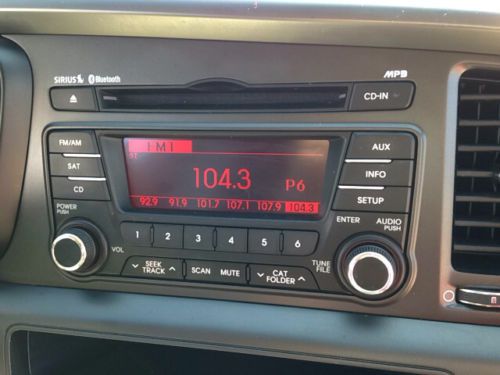 SIRIUS Bluetooth
MP3
CD-IN
FM/AM
SAT
CD
FM1
ST
104.3 P6
92.9 91.9 101.7 107.1 107.9 104.3
AUX
INFO
SETUP
POWER
PUSH
VOL
1 2 3 4 5 6
ENTER
AUDIO
PUSH
TUNE
FILE
SEEK
TRACK
SCAN MUTE
CAT
FOLDER